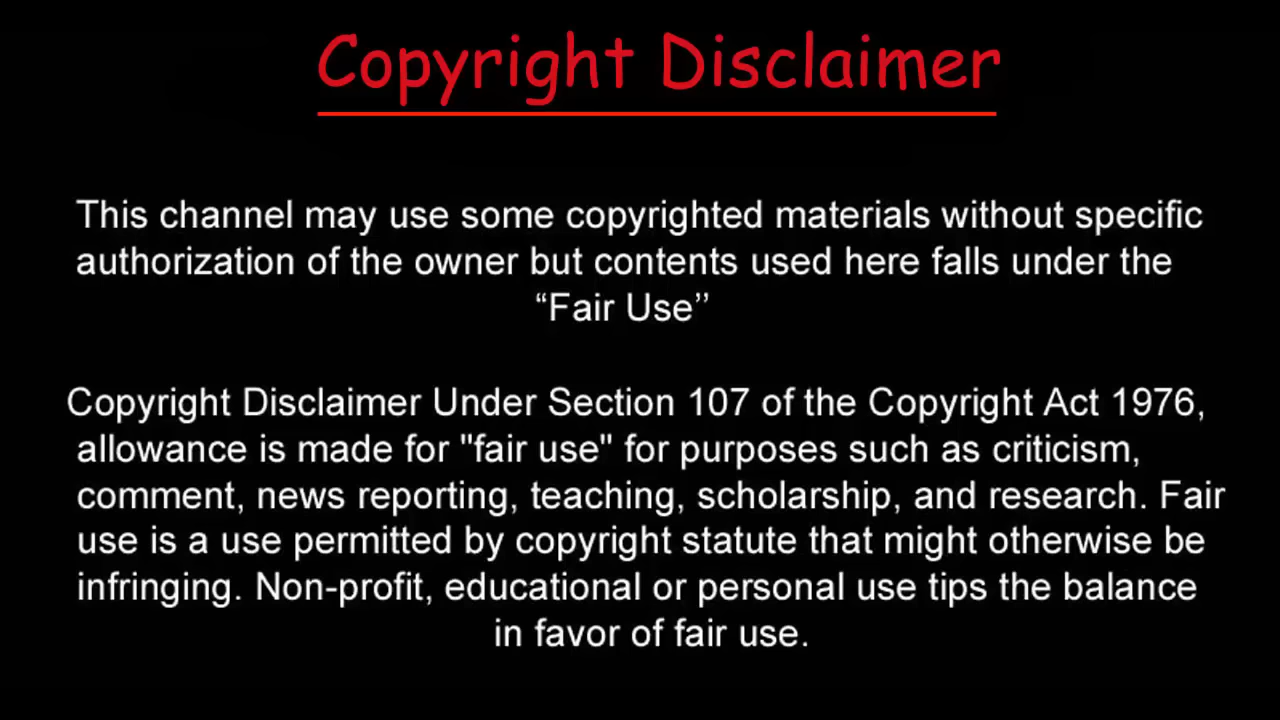 Copyright Disclaimer
This channel may use some copyrighted materials without specific
authorization of the owner but contents used here falls under the
“Fair Use’’
Copyright Disclaimer Under Section 107 of the Copyright Act 1976,
allowance is made for "fair use" for purposes such as criticism,
comment, news reporting, teaching, scholarship, and research. Fair
use is a use permitted by copyright statute that might otherwise be
infringing. Non-profit, educational or personal use tips the balance
in favor of fair use.